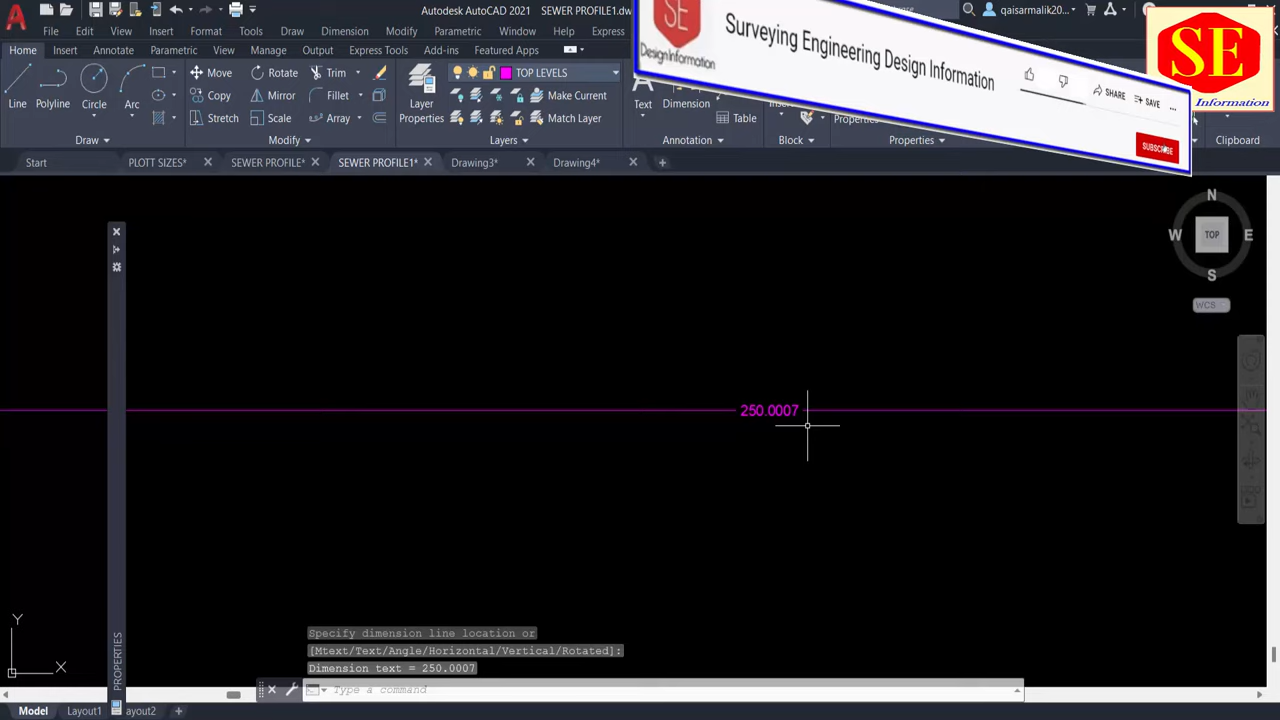 Autodesk AutoCAD 2021
SEWER PROFILE1.dw
qaisarmalik20...
File
Edit
View
Insert
Format
Tools
Draw
Dimension
Modify
Parametric
Window
Help
Express
Home
Insert
Annotate
Parametric
View
Manage
Output
Express Tools
Add-ins
Featured Apps
Line
Polyline
Circle
Arc
Move
Rotate
Trim
Copy
Mirror
Fillet
Stretch
Scale
Array
Layer
Properties
TOP LEVELS
Make Current
Match Layer
Text
Dimension
Table
Draw
Modify
Layers
Annotation
Block
Properties
Clipboard
SE
Design Information
Surveying Engineering Design Information
SHARE
SAVE
...
SUBSCRIBE
SE
Information
Start
PLOTT SIZES*
SEWER PROFILE*
SEWER PROFILE1*
Drawing3*
Drawing4*
N
W
TOP
E
S
WCS
250.0007
PROPERTIES
Y
X
Specify dimension line location or
[Mtext/Text/Angle/Horizontal/Vertical/Rotated]:
Dimension text = 250.0007
Type a command
Model
Layout1
ayout2